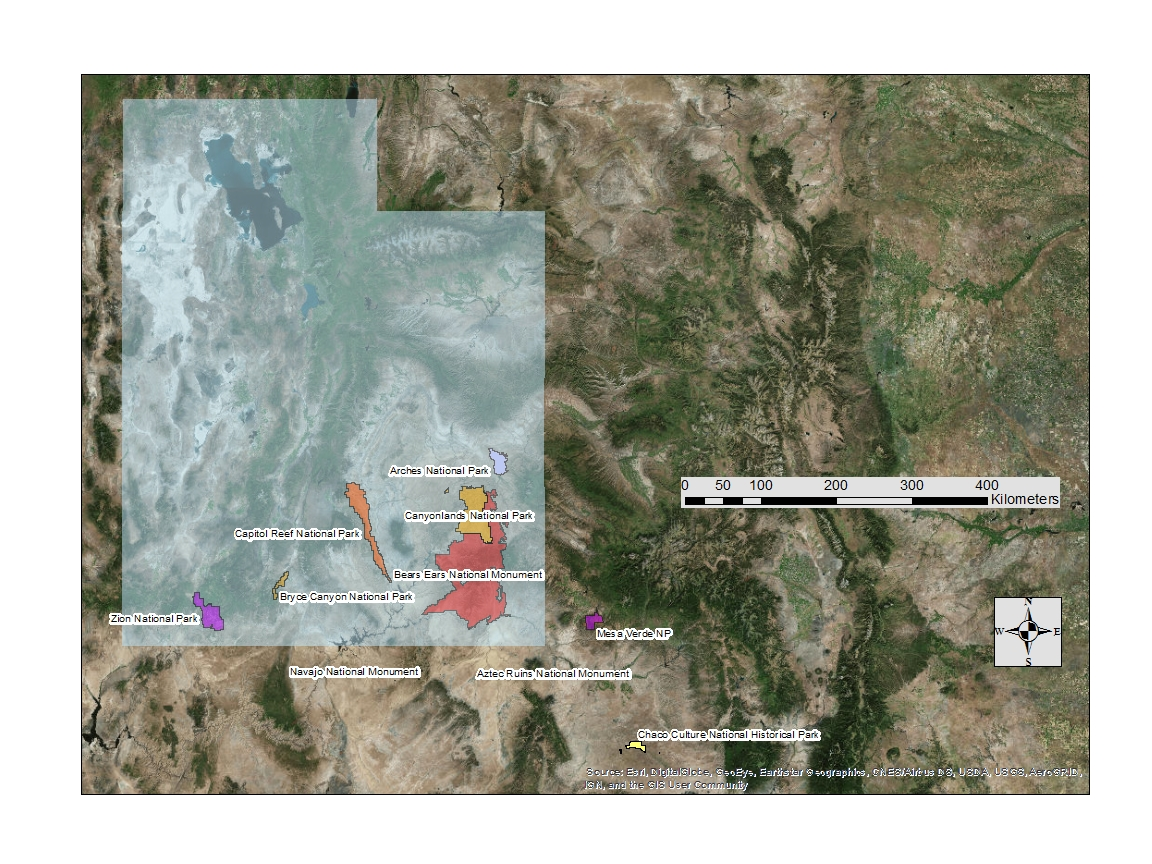 Arches National Park
0 50 100 200 300 400
Kilometers
Canyonlands National Park
Capitol Reef National Park
Bears Ears National Monument
Bryce Canyon National Park
N
W E
S
Zion National Park
Mesa Verde NP
Navajo National Monument
Aztec Ruins National Monument
Chaco Culture National Historical Park
Source: Esri, DigitalGlobe, GeoEye, Earthstar Geographics, CNES/Airbus DS, USDA, USGS, AeroGRID,
IGN, and the GIS User Community